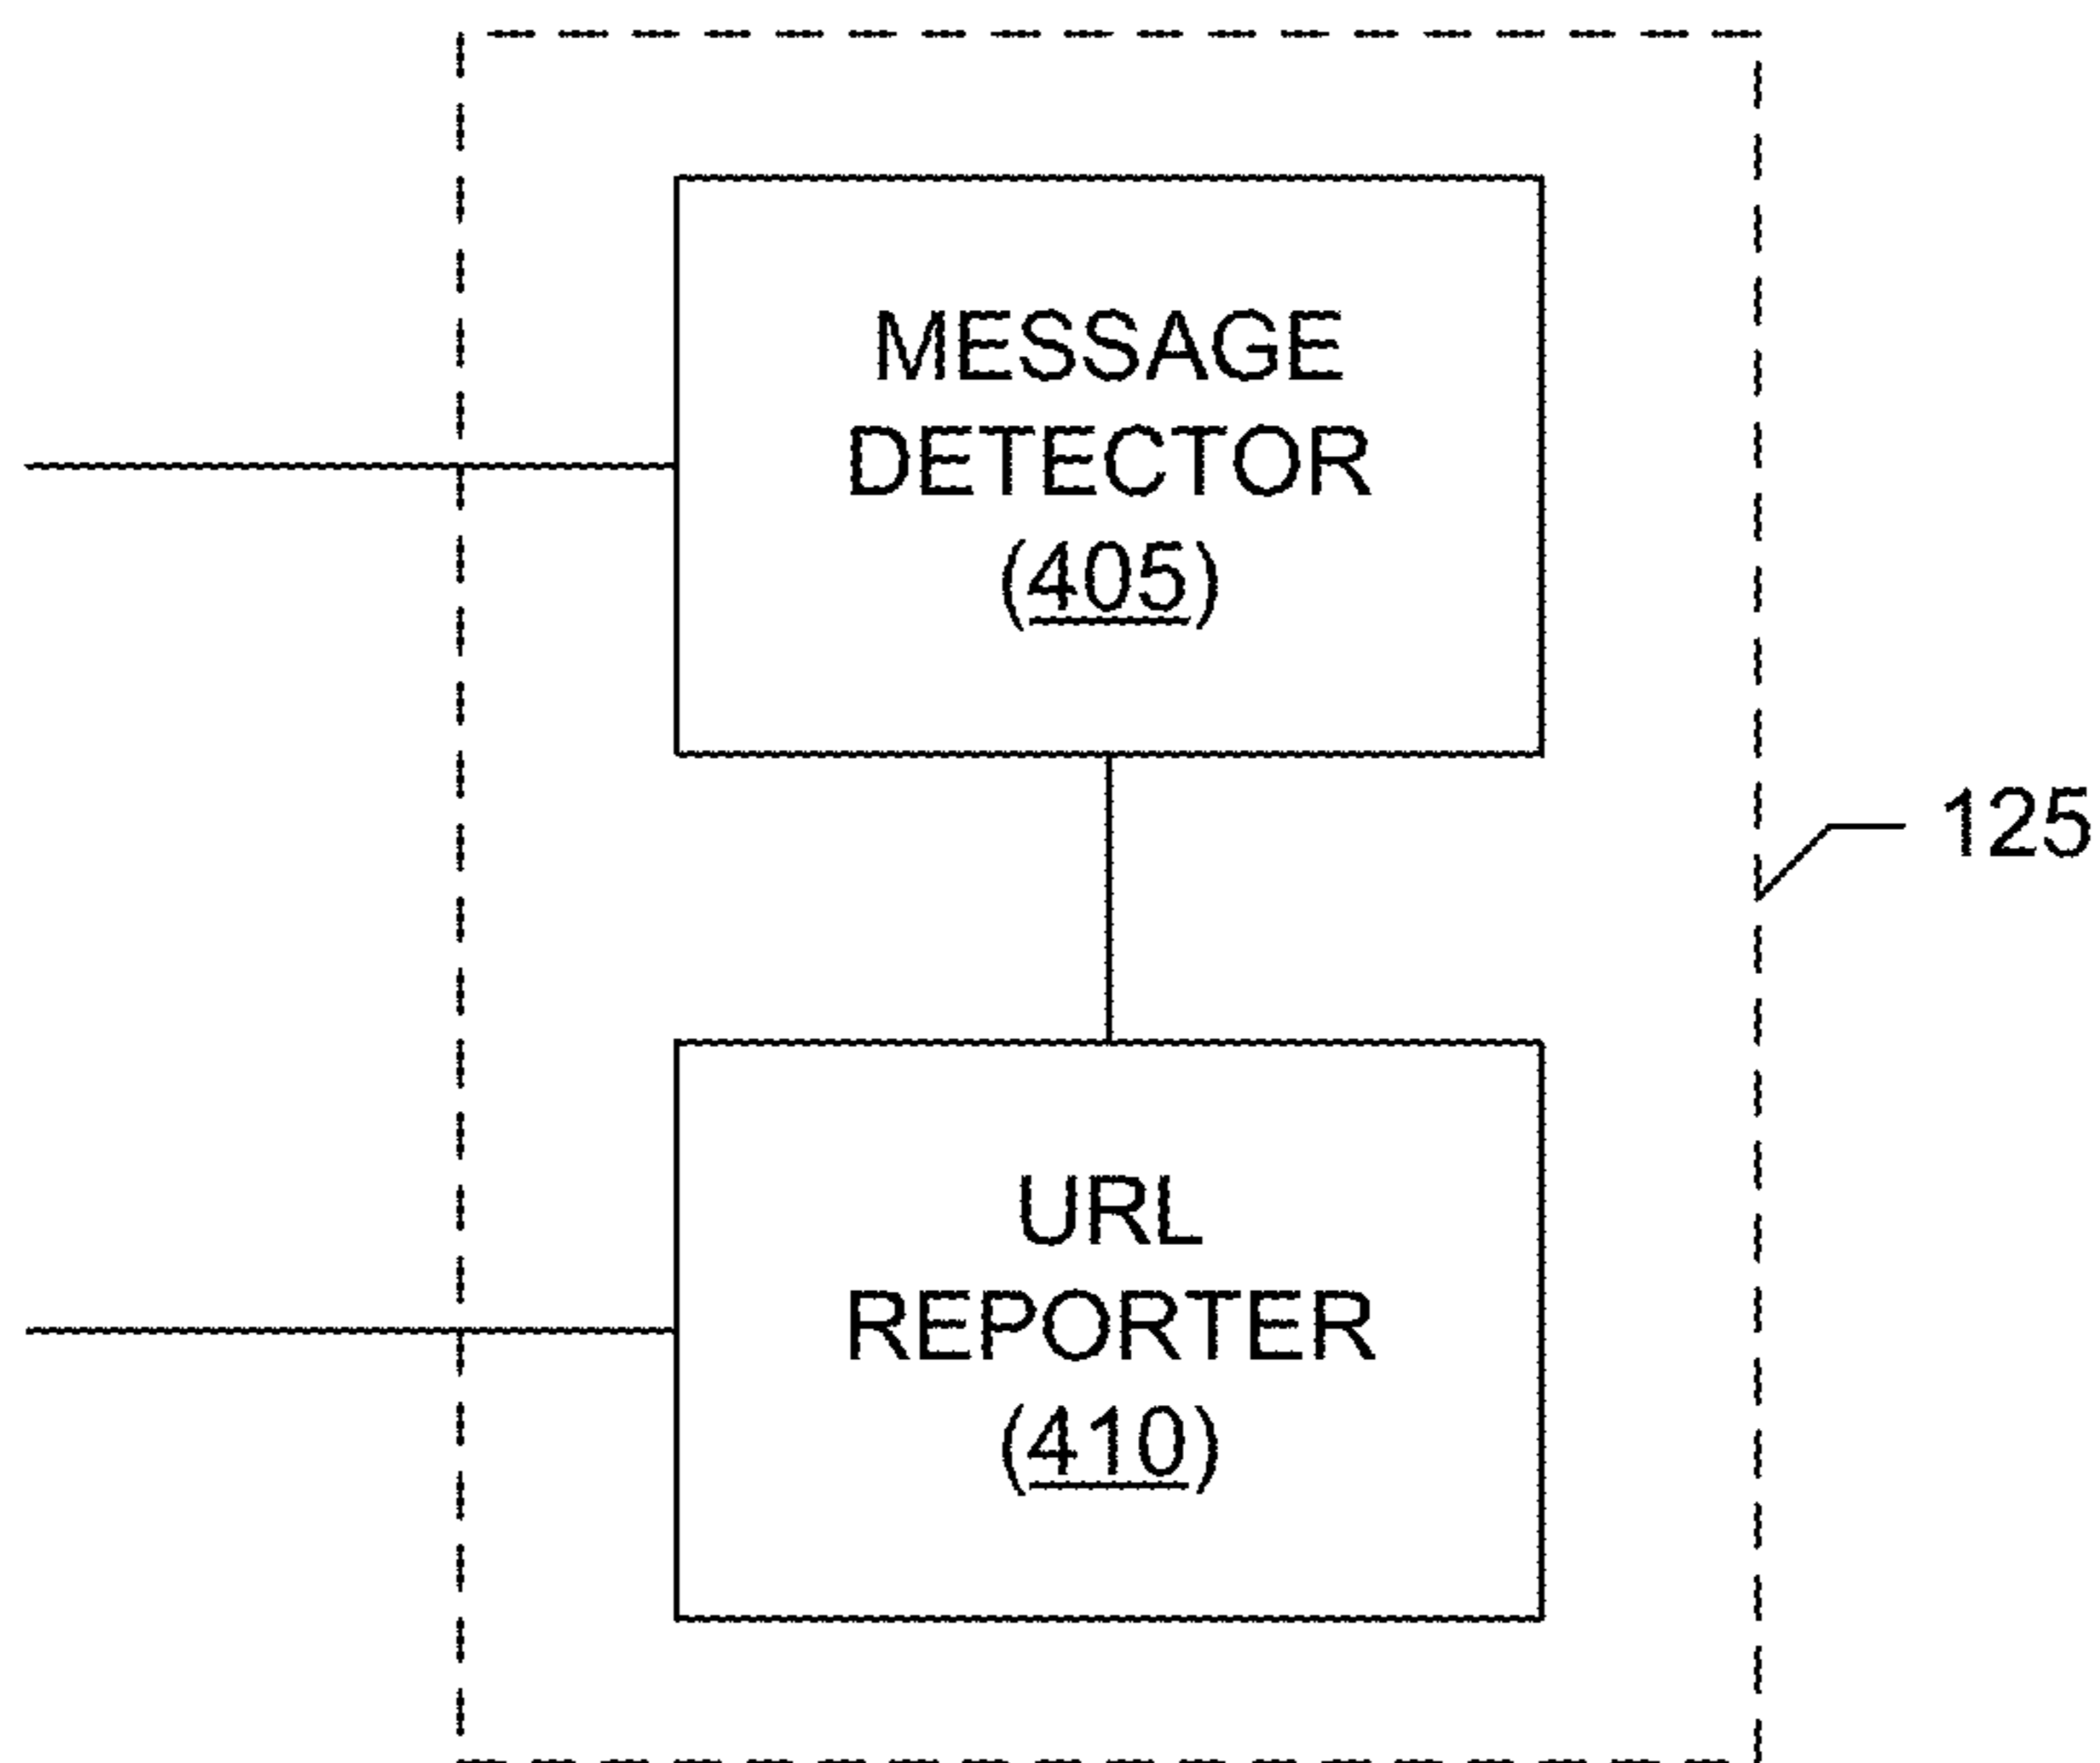 MESSAGE
DETECTOR
(405)
125
URL
REPORTER
(410)